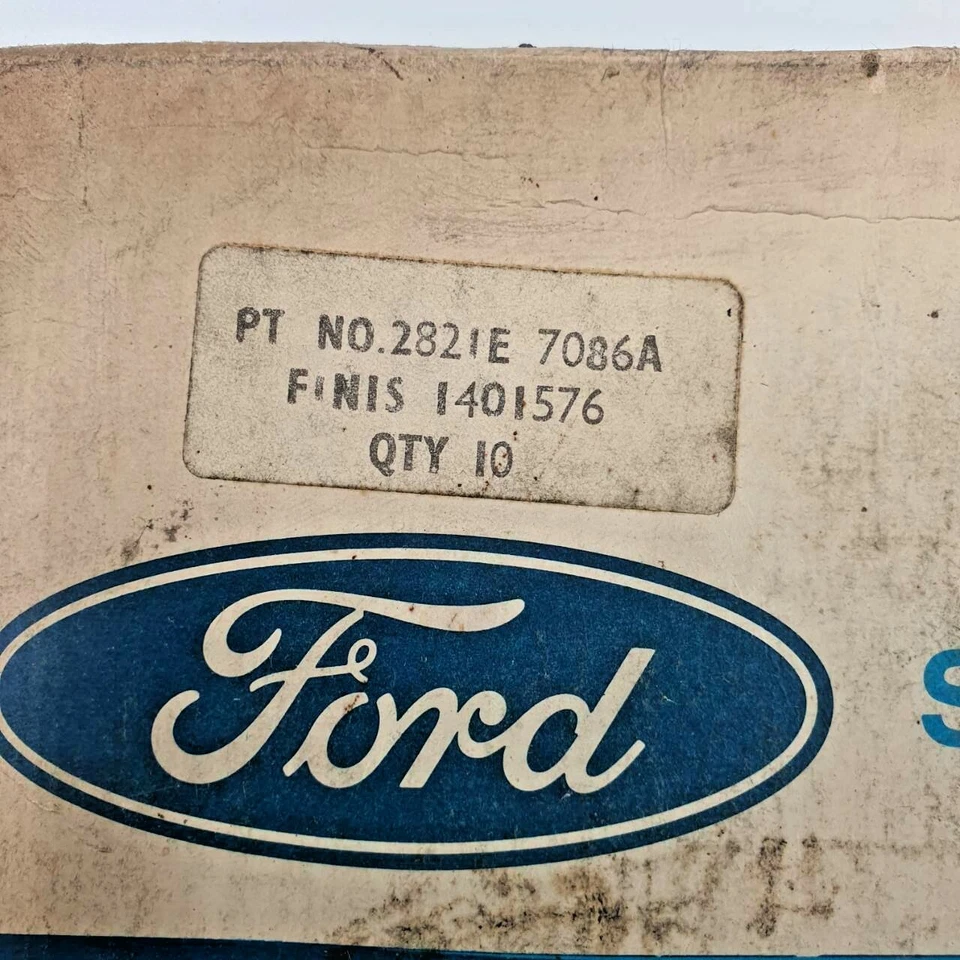 PT NO.2821E 7086A
FINIS 1401576
QTY 10
Ford
S